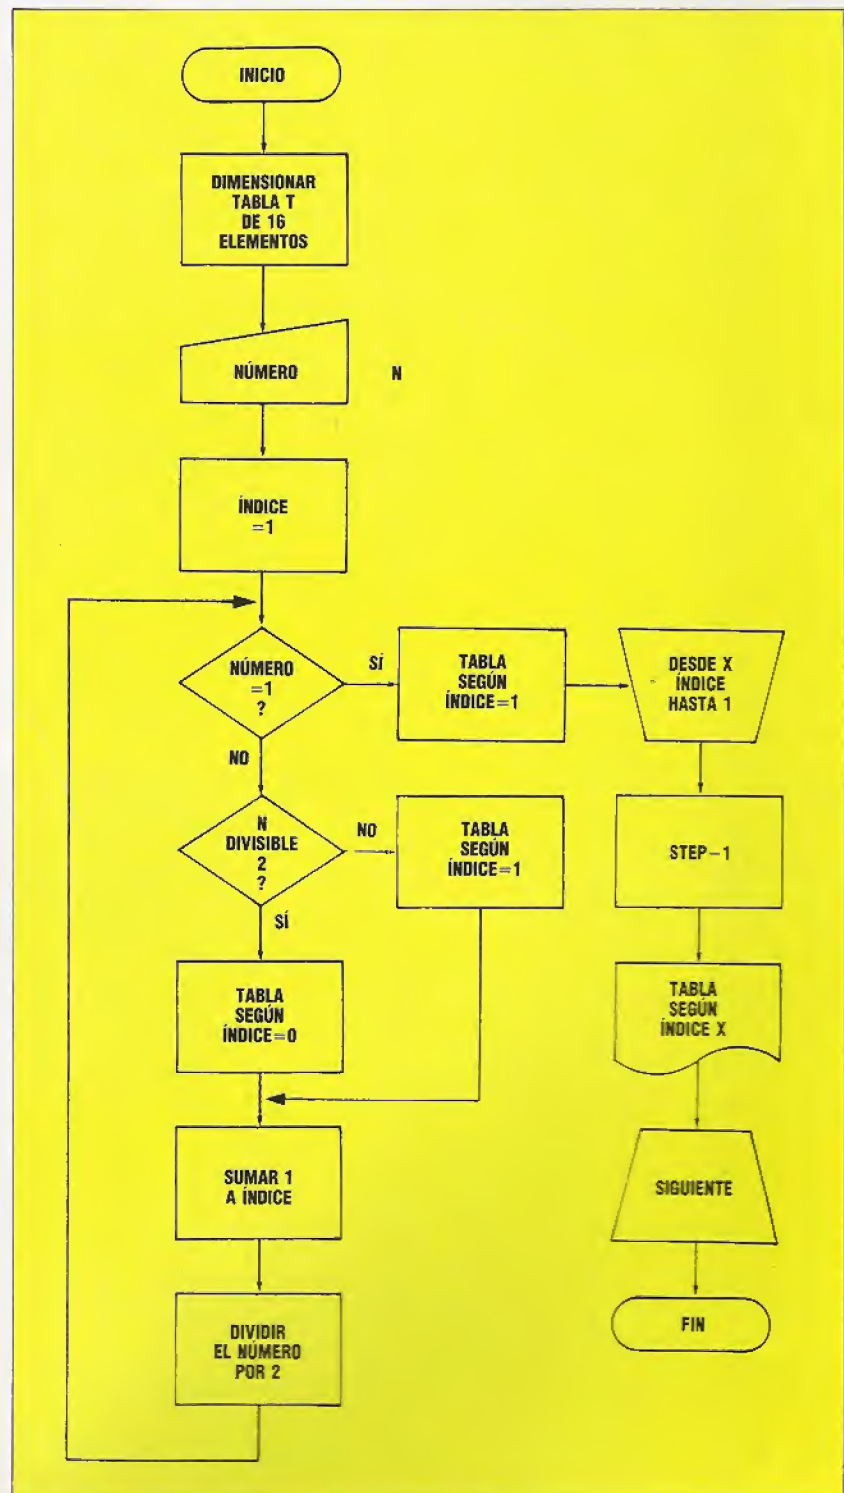 INICIO
DIMENSIONAR
TABLA T
DE 16
ELEMENTOS
NÚMERO
N
ÍNDICE
=1
NÚMERO
=1
?
SÍ
TABLA
SEGÚN
ÍNDICE=1
DESDE X
ÍNDICE
HASTA 1
NO
N
DIVISIBLE
2
?
NO
TABLA
SEGÚN
ÍNDICE=1
STEP-1
SÍ
TABLA
SEGÚN
ÍNDICE=0
TABLA
SEGÚN
ÍNDICE X
SUMAR 1
A ÍNDICE
SIGUIENTE
DIVIDIR
EL NÚMERO
POR 2
FIN